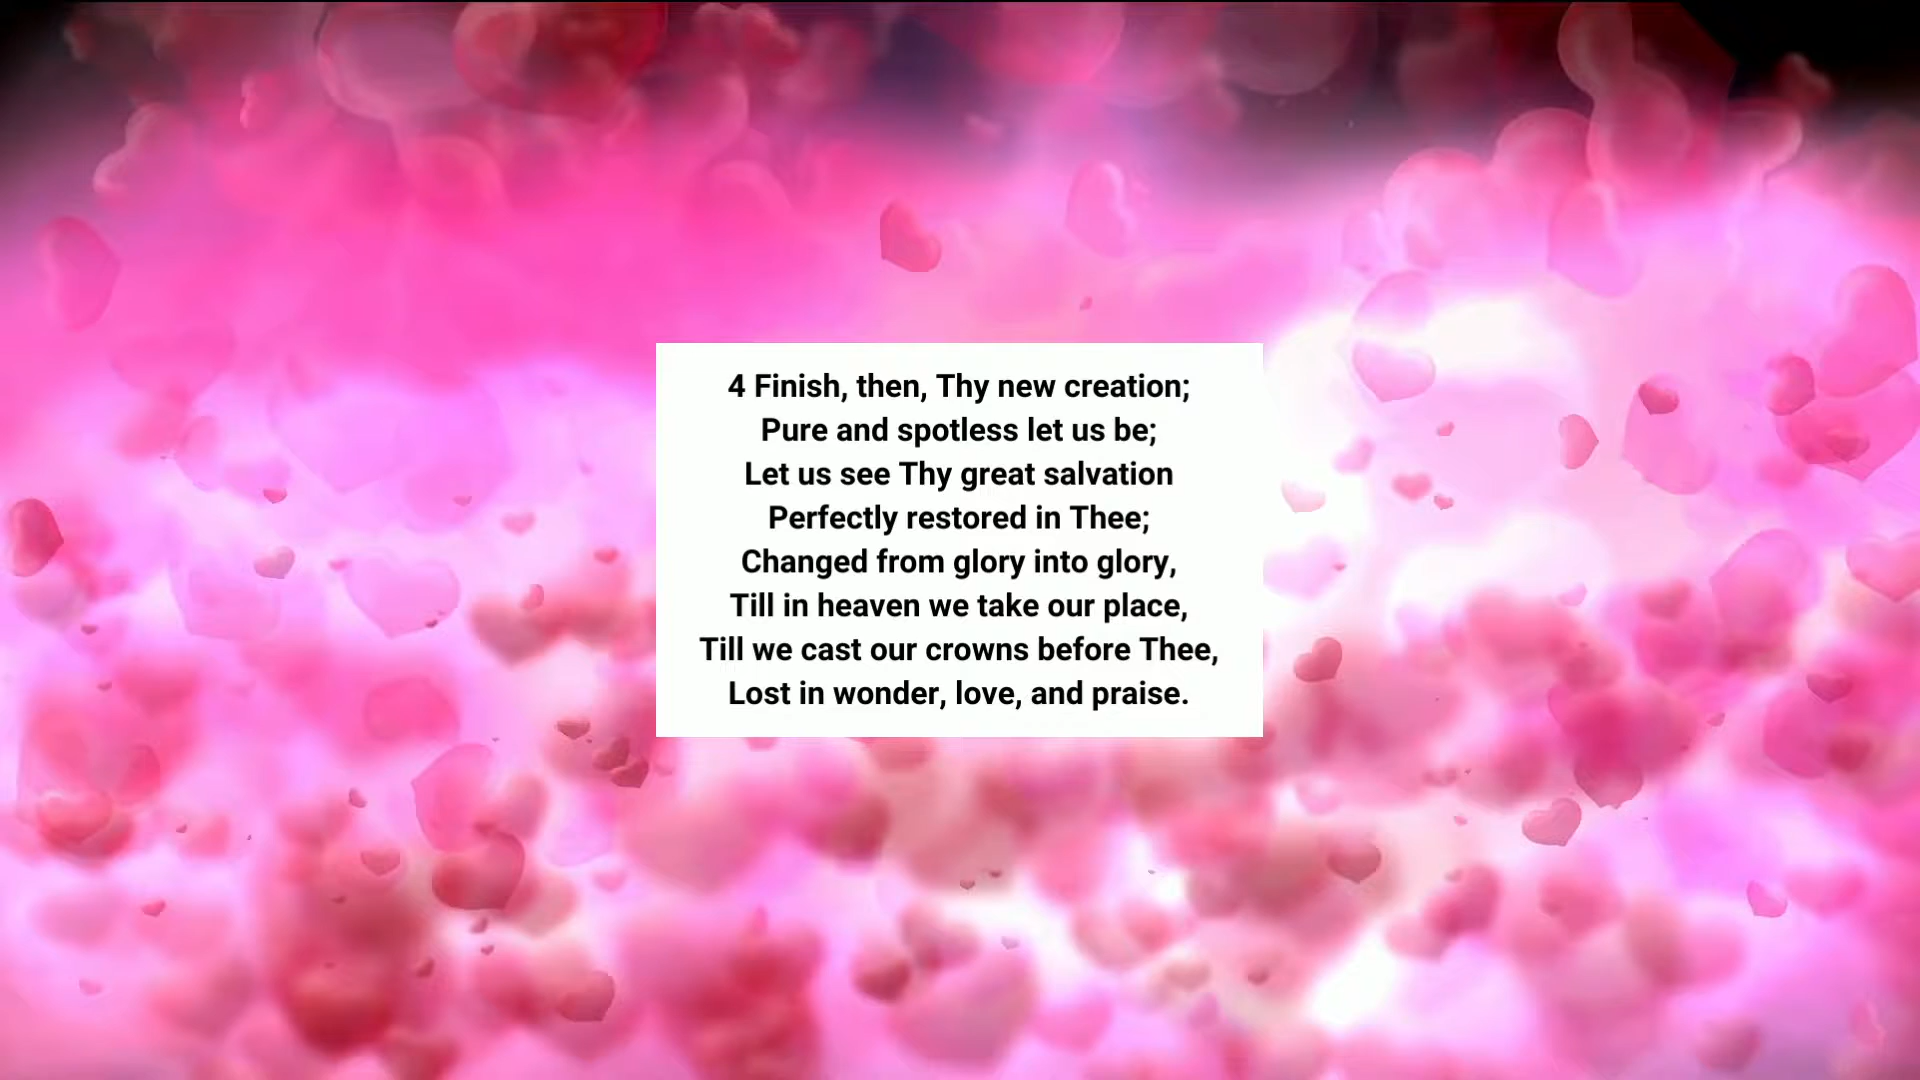 4 Finish, then, Thy new creation;
Pure and spotless let us be;
Let us see Thy great salvation
Perfectly restored in Thee;
Changed from glory into glory,
Till in heaven we take our place,
Till we cast our crowns before Thee,
Lost in wonder, love, and praise.